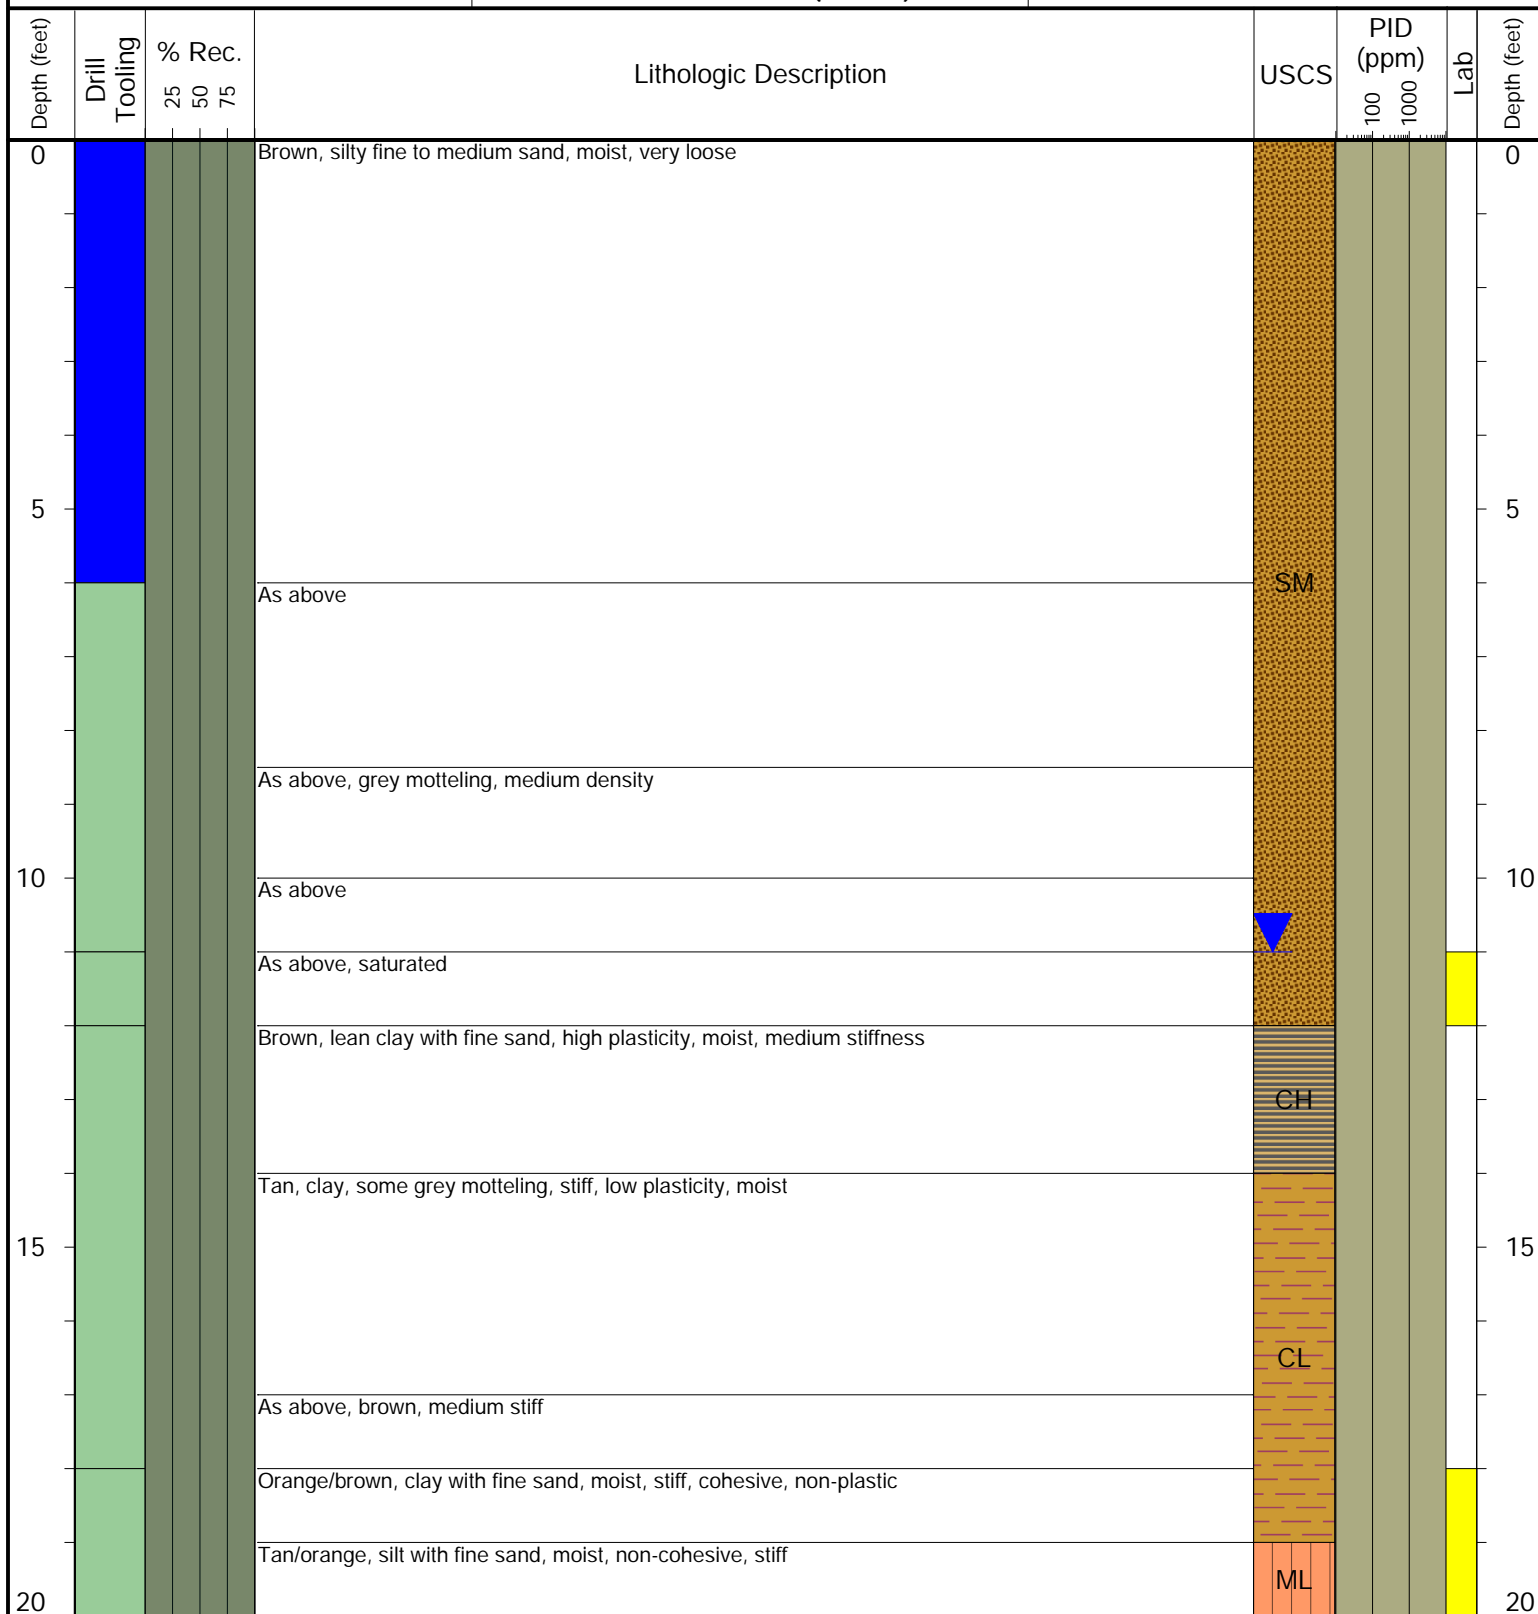 Depth (feet)
Drill
Tooling
% Rec.
25 50 75
Lithologic Description
USCS
PID
(ppm)
100 1000
Lab
Depth (feet)
0 Brown, silty fine to medium sand, moist, very loose 0
5 5
SM
As above
As above, grey motteling, medium density
10 10
As above
As above, saturated
Brown, lean clay with fine sand, high plasticity, moist, medium stiffness
CH
Tan, clay, some grey motteling, stiff, low plasticity, moist
15 15
CL
As above, brown, medium stiff
Orange/brown, clay with fine sand, moist, stiff, cohesive, non-plastic
Tan/orange, silt with fine sand, moist, non-cohesive, stiff
ML
20 20